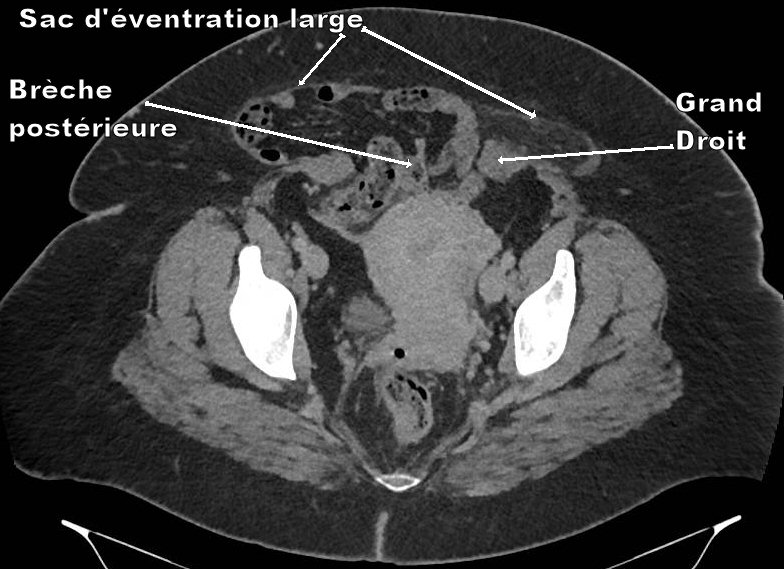 Sac d'éventration large
Brèche
postérieure
Grand
Droit